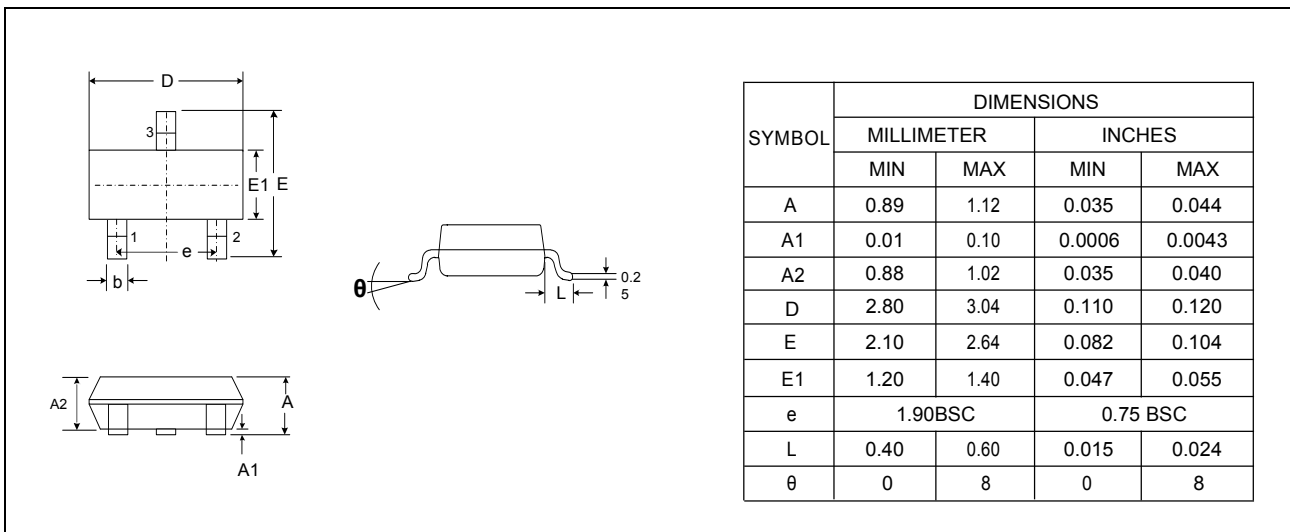 D
3
E1
E
1
2
e
b
θ
L
0.2
5
A2
A
A1
DIMENSIONS
SYMBOL MILLIMETER INCHES
MIN MAX MIN MAX
A 0.89 1.12 0.035 0.044
A1 0.01 0.10 0.0006 0.0043
A2 0.88 1.02 0.035 0.040
D 2.80 3.04 0.110 0.120
E 2.10 2.64 0.082 0.104
E1 1.20 1.40 0.047 0.055
e 1.90BSC 0.75 BSC
L 0.40 0.60 0.015 0.024
θ 0 8 0 8